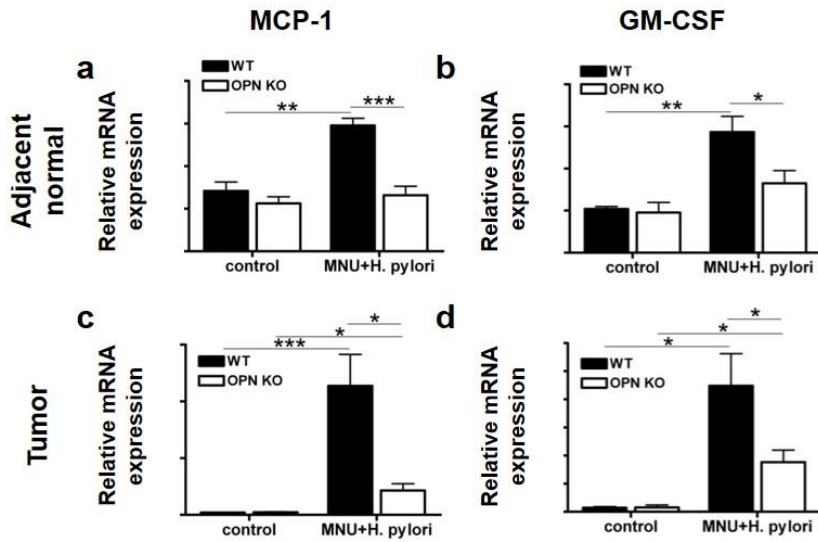 MCP-1
GM-CSF
Adjacent
normal
Tumor
a
WT
OPN KO
**
***
Relative mRNA
expression
control
MNU+H. pylori
b
WT
OPN KO
**
*
Relative mRNA
expression
control
MNU+H. pylori
c
WT
OPN KO
*
*
***
Relative mRNA
expression
control
MNU+H. pylori
d
WT
OPN KO
*
*
*
Relative mRNA
expression
control
MNU+H. pylori